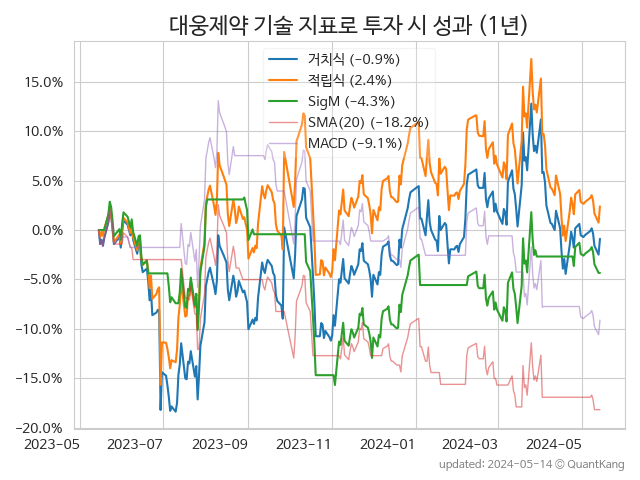 대웅제약 기술 지표로 투자 시 성과 (1년)
거치식 (−0.9%)
적립식 (2.4%)
SigM (−4.3%)
SMA(20) (−18.2%)
MACD (−9.1%)
15.0%
10.0%
5.0%
0.0%
−5.0%
−10.0%
−15.0%
−20.0%
2023-05 2023-07 2023-09 2023-11 2024-01 2024-03 2024-05
updated: 2024-05-14 ⓒ QuantKang